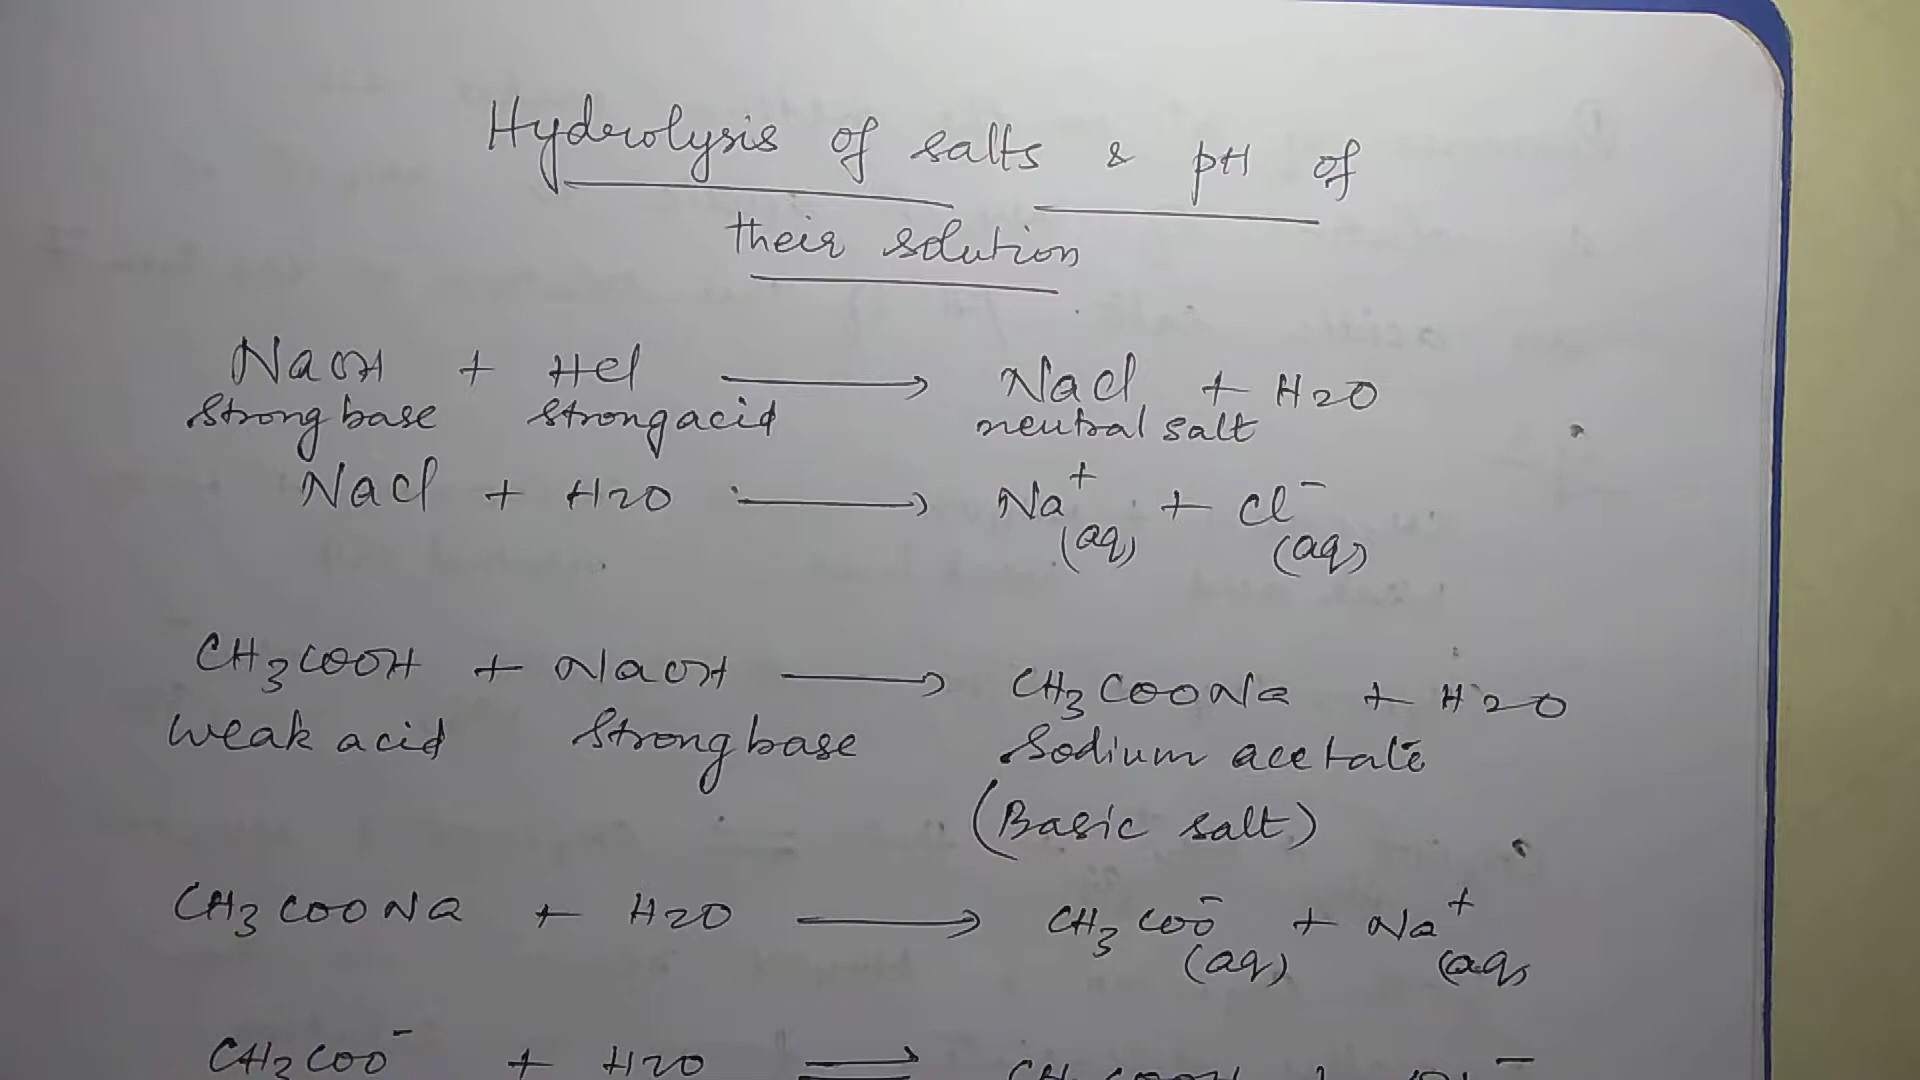 Hydrolysis of salts & pH of
their solution
NaOH + HCl ⟶ NaCl + H2O
strong base strong acid neutral salt
NaCl + H2O ⟶ Na+ (aq) + Cl- (aq)
CH3COOH + NaOH ⟶ CH3COONa + H2O
weak acid strong base sodium acetate
(Basic salt)
CH3COONa + H2O ⟶ CH3COO- (aq) + Na+ (aq)
CH3COO- + H2O ⇌